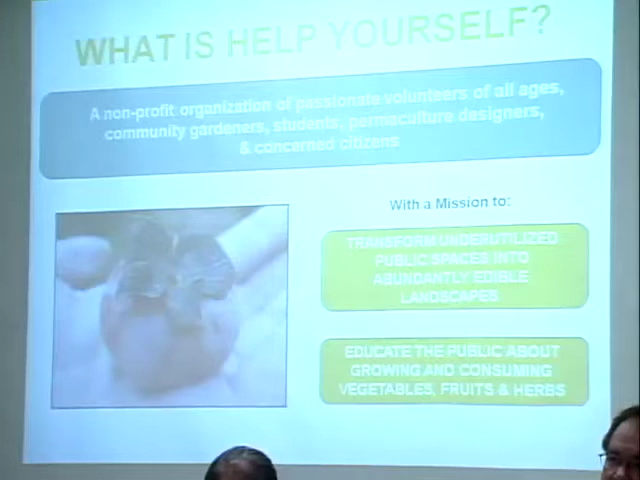 WHAT IS HELP YOURSELF?
A non-profit organization of passionate volunteers of all ages,
community gardeners, students, permaculture designers,
& concerned citizens
With a Mission to:
TRANSFORM UNDERUTILIZED
PUBLIC SPACES INTO
ABUNDANTLY EDIBLE
LANDSCAPES
EDUCATE THE PUBLIC ABOUT
GROWING AND CONSUMING
VEGETABLES, FRUITS & HERBS